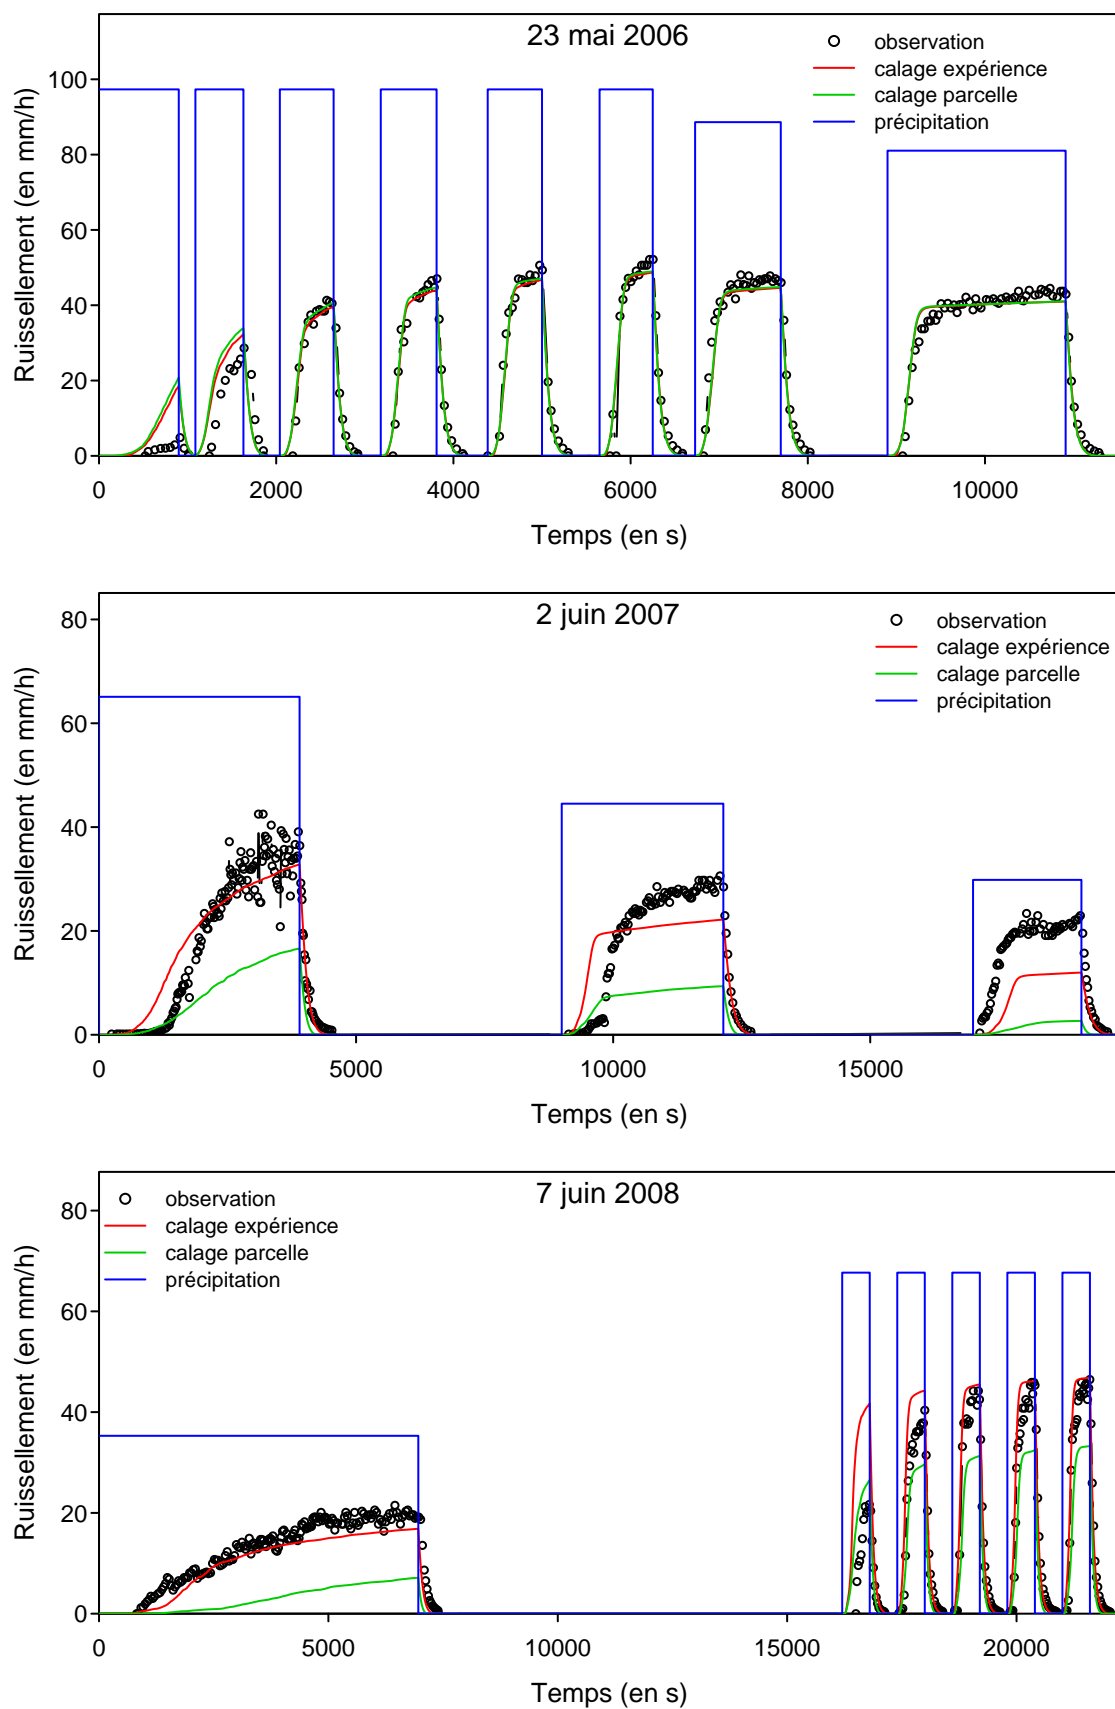 23 mai 2006
observation
calage expérience
calage parcelle
précipitation
Ruissellement (en mm/h)
100
80
60
40
20
0
0 2000 4000 6000 8000 10000
Temps (en s)
2 juin 2007
observation
calage expérience
calage parcelle
précipitation
Ruissellement (en mm/h)
80
60
40
20
0
0 5000 10000 15000
Temps (en s)
7 juin 2008
observation
calage expérience
calage parcelle
précipitation
Ruissellement (en mm/h)
80
60
40
20
0
0 5000 10000 15000 20000
Temps (en s)